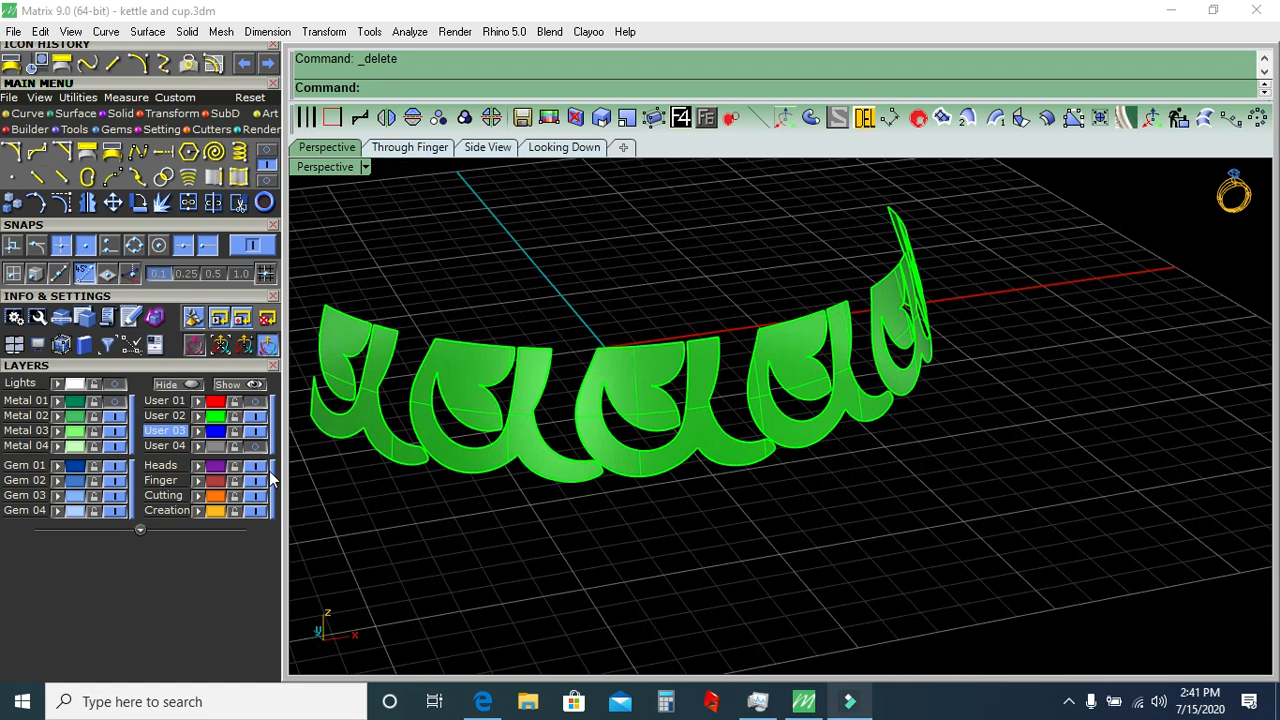 Matrix 9.0 (64-bit) - kettle and cup.3dm
File Edit View Curve Surface Solid Mesh Dimension Transform Tools Analyze Render Rhino 5.0 Blend Clayoo Help
ICON HISTORY
Command: _delete
Command:
MAIN MENU
File View Utilities Measure Custom Reset
Curve Surface Solid Transform SubD Art
Builder Tools Gems Setting Cutters Render
F4
DEL
Perspective Through Finger Side View Looking Down
Perspective
SNAPS
45°
0.1 0.25 0.5 1.0
INFO & SETTINGS
LAYERS
Lights Hide Show
Metal 01 User 01
Metal 02 User 02
Metal 03 User 03
Metal 04 User 04
Gem 01 Heads
Gem 02 Finger
Gem 03 Cutting
Gem 04 Creation
z
y
x
Type here to search
2:41 PM
7/15/2020